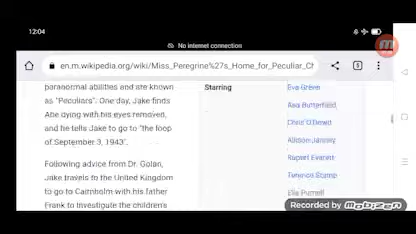 12:04
No internet connection
en.m.wikipedia.org/wiki/Miss_Peregrine%27s_Home_for_Peculiar_Ch
paranormal abilities and are known
as "Peculiars". One day, Jake finds
Abe dying with his eyes removed,
and he tells Jake to go to "the loop
of September 3, 1943".
Following advice from Dr. Golan,
Jake travels to the United Kingdom
to go to Cairnholm with his father
Frank to investigate the children's
Starring
Eva Green
Asa Butterfield
Chris O'Dowd
Allison Janney
Rupert Everett
Terence Stamp
Ella Purnell
Recorded by mobizen